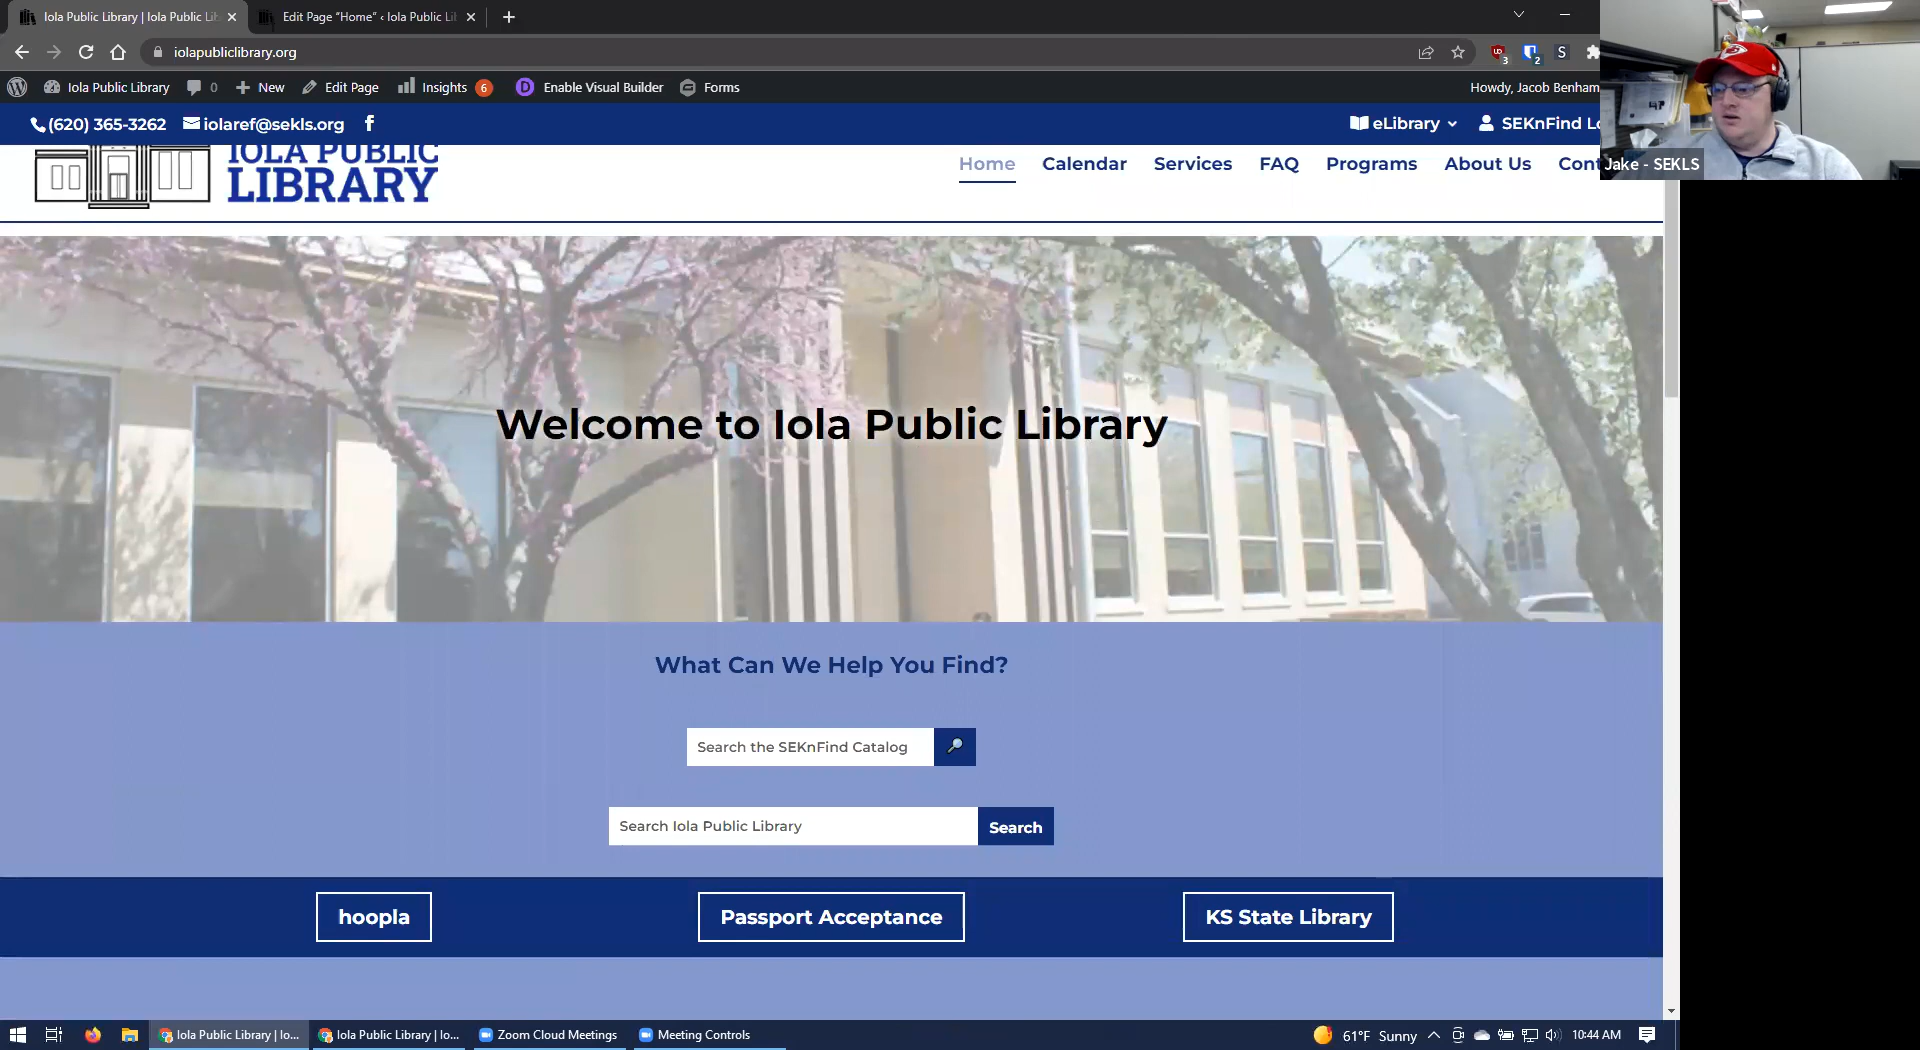 Iola Public Library | Iola Public Lib
Edit Page “Home” ‹ Iola Public Li
iolapubliclibrary.org
3
2
S
Iola Public Library
0
New
Edit Page
Insights
6
D
Enable Visual Builder
Forms
Howdy, Jacob Benham
(620) 365-3262
iolaref@sekls.org
eLibrary
SEKnFind Lo
IOLA PUBLIC
LIBRARY
Home
Calendar
Services
FAQ
Programs
About Us
Cont
Jake - SEKLS
Welcome to Iola Public Library
What Can We Help You Find?
Search the SEKnFind Catalog
Search Iola Public Library
Search
hoopla
Passport Acceptance
KS State Library
Iola Public Library | Io...
Iola Public Library | Io...
Zoom Cloud Meetings
Meeting Controls
61°F Sunny
10:44 AM